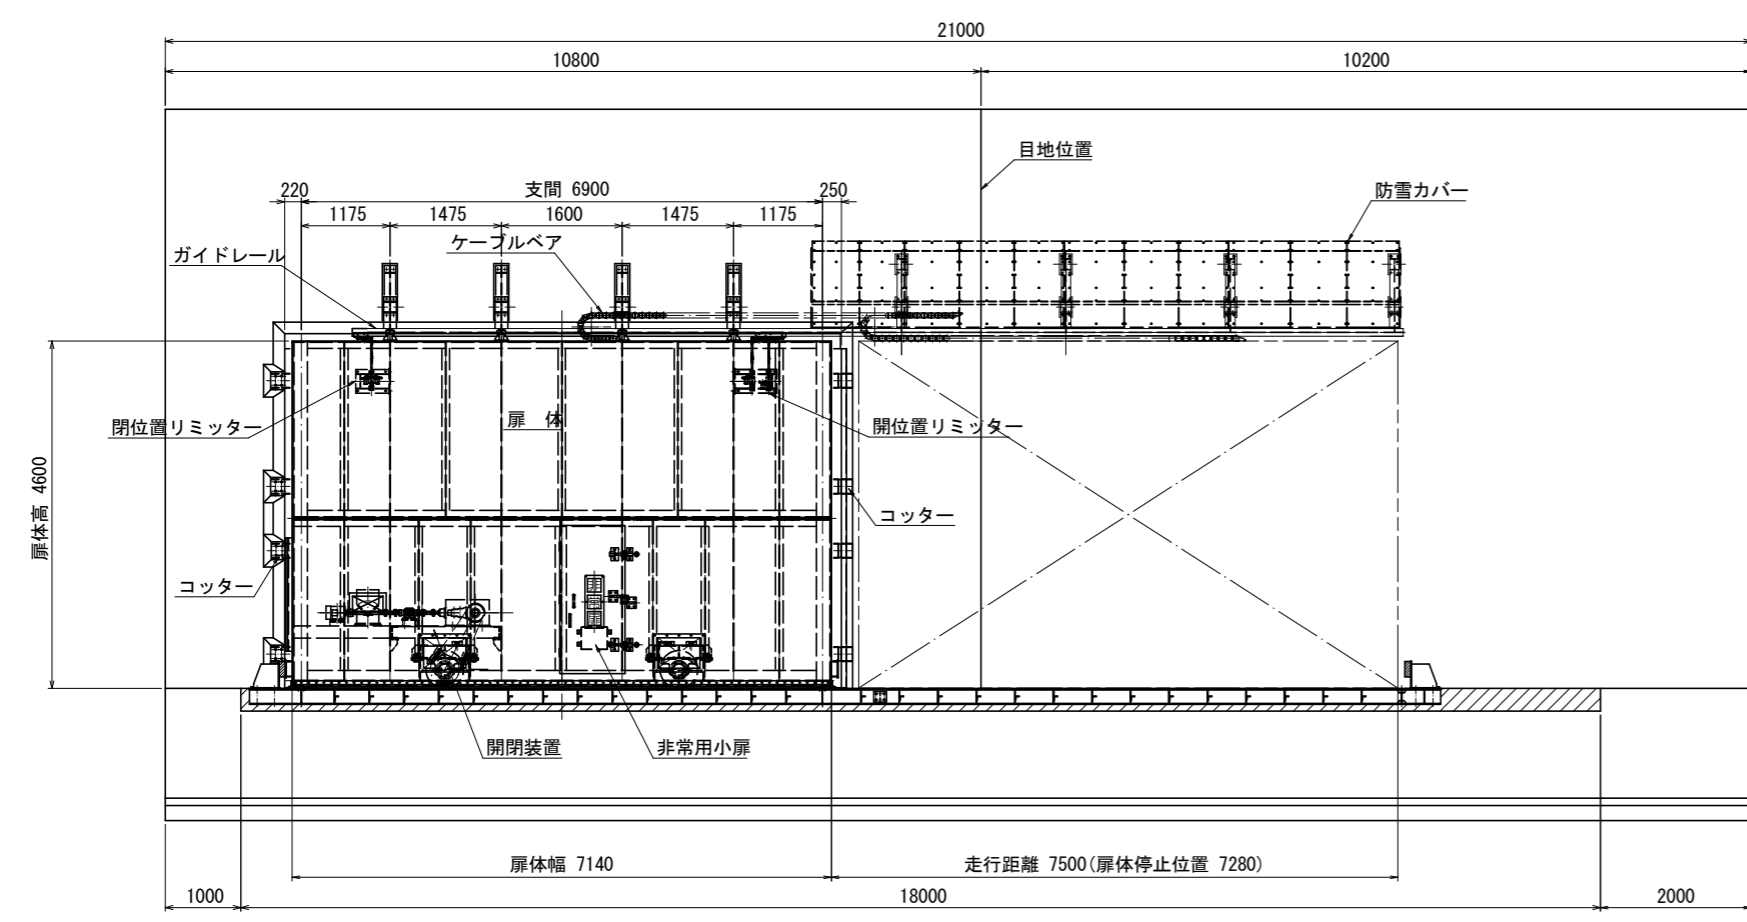 21000
10800
10200
目地位置
防雪カバー
220
支間 6900
250
1175
1475
1600
1475
1175
ガイドレール
ケーブルベア
閉位置リミッター
扉 体
開位置リミッター
扉体高 4600
コッター
コッター
開閉装置
非常用小扉
扉体幅 7140
走行距離 7500(扉体停止位置 7280)
1000
18000
2000